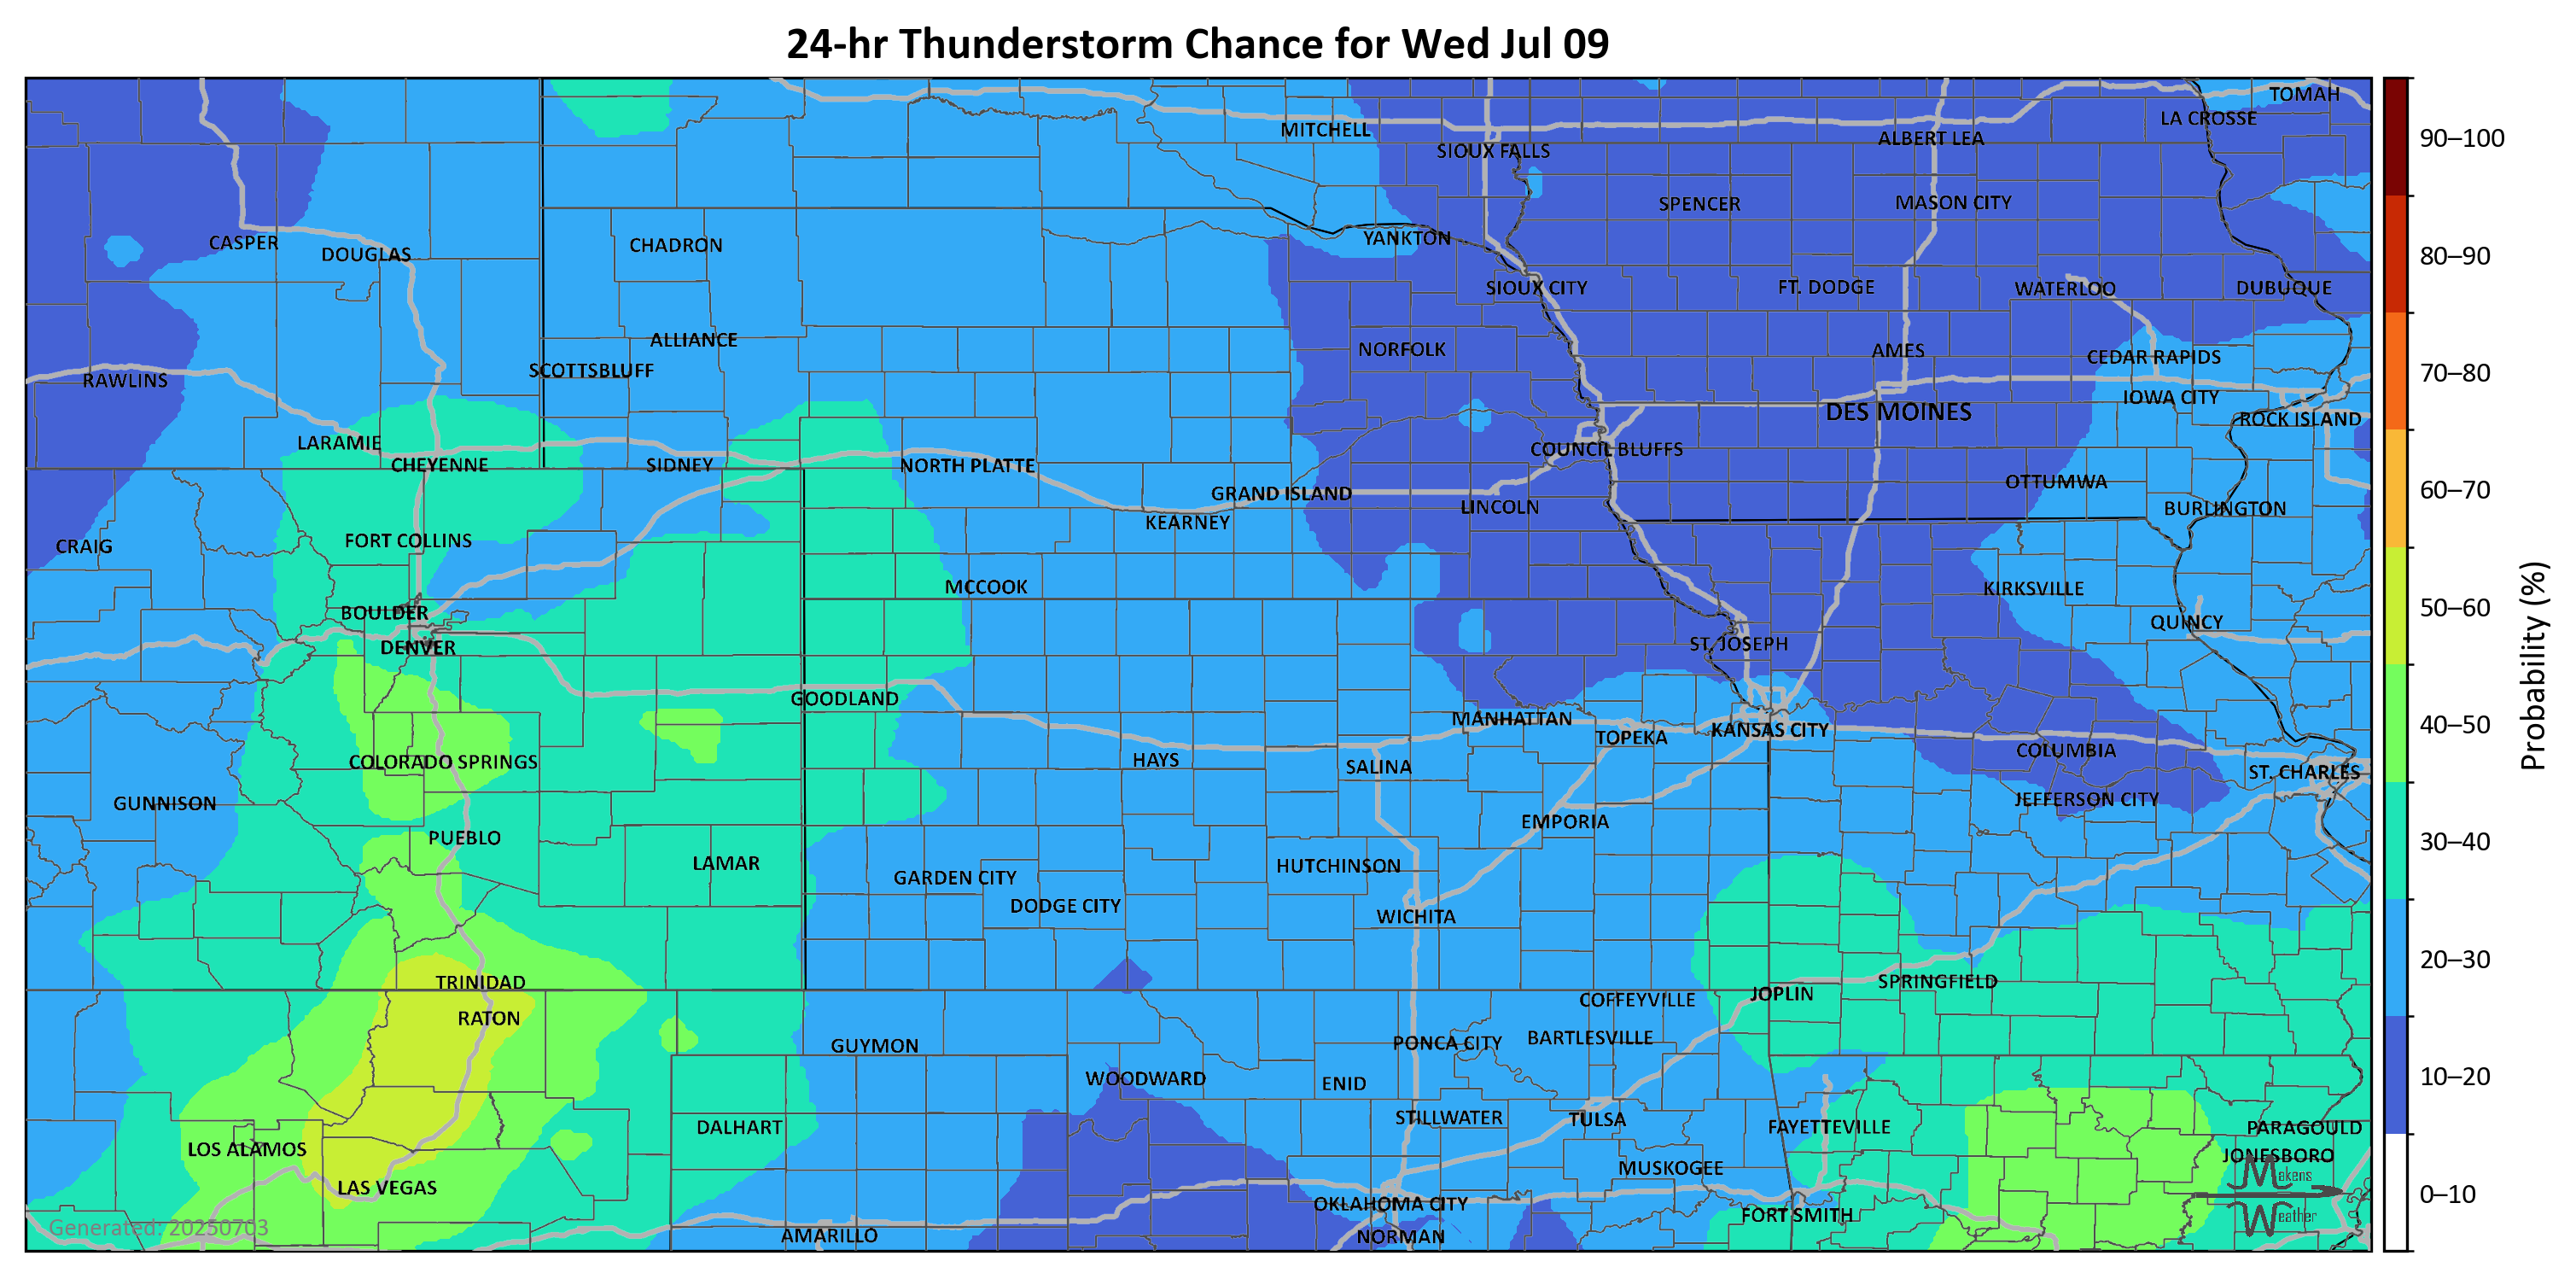 24-hr Thunderstorm Chance for Wed Jul 09
TOMAH
LA CROSSE
MITCHELL
ALBERT LEA
SIOUX FALLS
SPENCER
MASON CITY
CASPER
DOUGLAS
CHADRON
YANKTON
SIOUX CITY
FT. DODGE
WATERLOO
DUBUQUE
ALLIANCE
NORFOLK
AMES
CEDAR RAPIDS
RAWLINS
SCOTTSBLUFF
IOWA CITY
DES MOINES
ROCK ISLAND
LARAMIE
CHEYENNE
SIDNEY
NORTH PLATTE
COUNCIL BLUFFS
GRAND ISLAND
OTTUMWA
LINCOLN
BURLINGTON
KEARNEY
CRAIG
FORT COLLINS
MCCOOK
KIRKSVILLE
BOULDER
QUINCY
DENVER
ST. JOSEPH
GOODLAND
MANHATTAN
TOPEKA
KANSAS CITY
COLORADO SPRINGS
HAYS
SALINA
COLUMBIA
ST. CHARLES
GUNNISON
JEFFERSON CITY
PUEBLO
EMPORIA
LAMAR
GARDEN CITY
HUTCHINSON
DODGE CITY
WICHITA
TRINIDAD
SPRINGFIELD
JOPLIN
COFFEYVILLE
RATON
GUYMON
PONCA CITY
BARTLESVILLE
WOODWARD
ENID
STILLWATER
TULSA
DALHART
FAYETTEVILLE
PARAGOULD
LOS ALAMOS
JONESBORO
MUSKOGEE
LAS VEGAS
OKLAHOMA CITY
FORT SMITH
AMARILLO
NORMAN
Generated: 20250703
Makens
Weather
90–100
80–90
70–80
60–70
50–60
40–50
30–40
20–30
10–20
0–10
Probability (%)